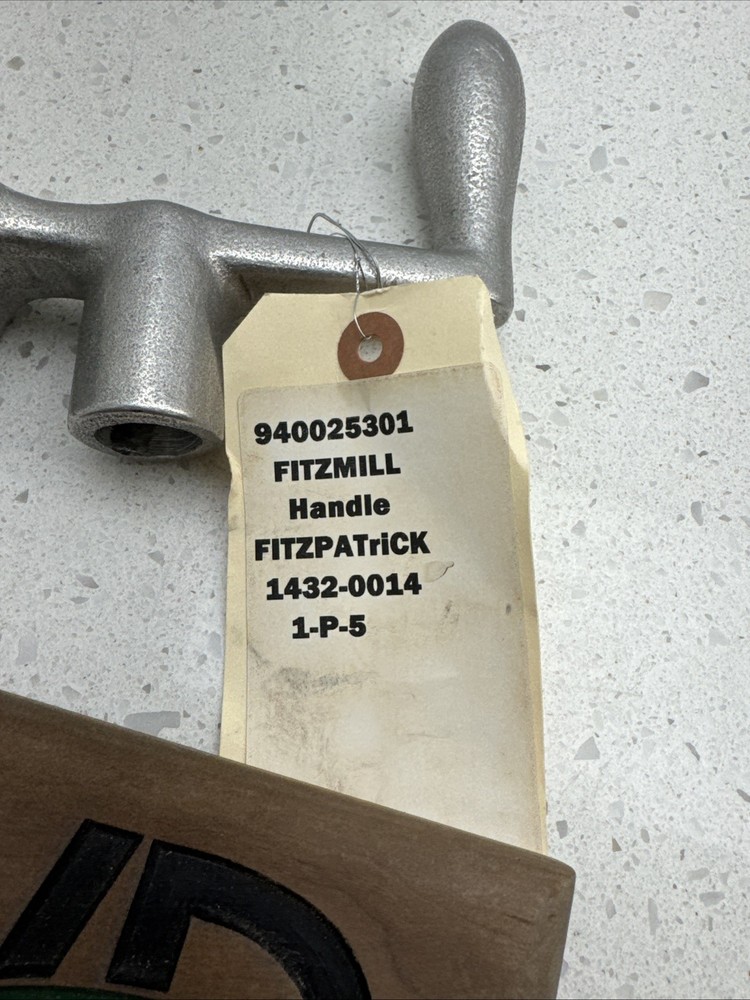 940025301
FITZMILL
Handle
FITZPATriCK
1432-0014
1-P-5